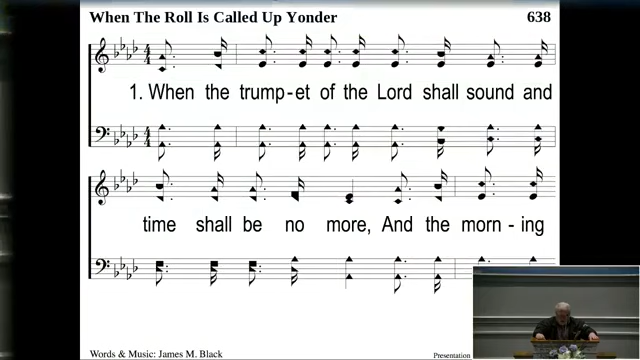 When The Roll Is Called Up Yonder 638
1. When the trump-et of the Lord shall sound and
time shall be no more, And the morn - ing
Words & Music: James M. Black
Presentation